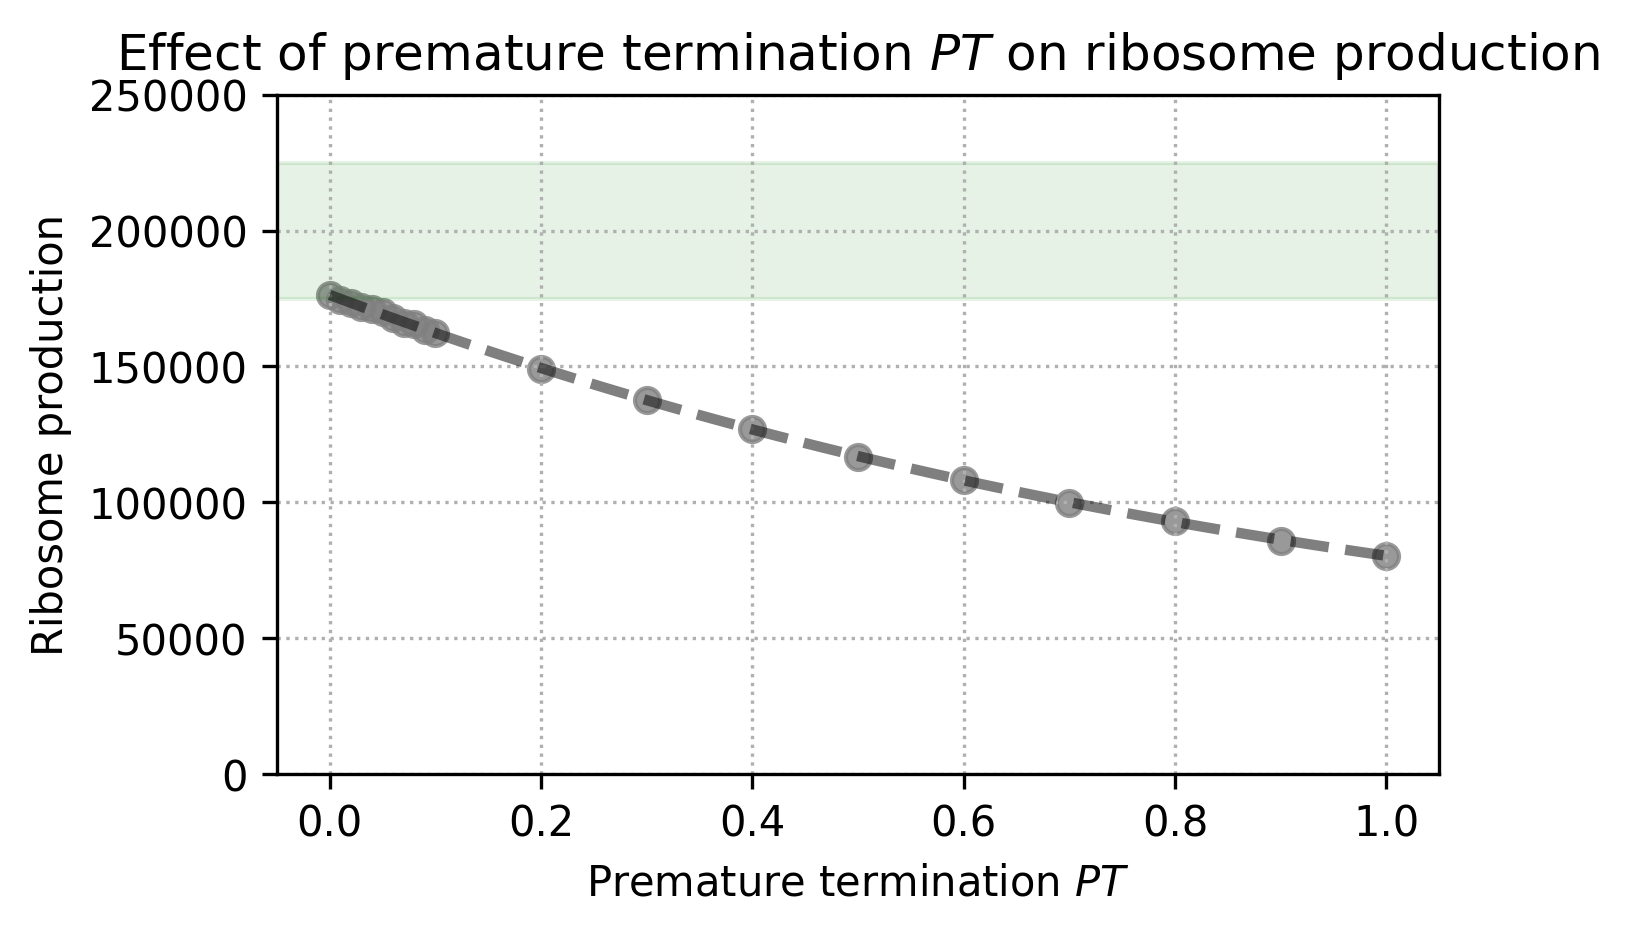 Effect of premature termination PT on ribosome production
250000
200000
150000
100000
50000
0
Ribosome production
0.0 0.2 0.4 0.6 0.8 1.0
Premature termination PT